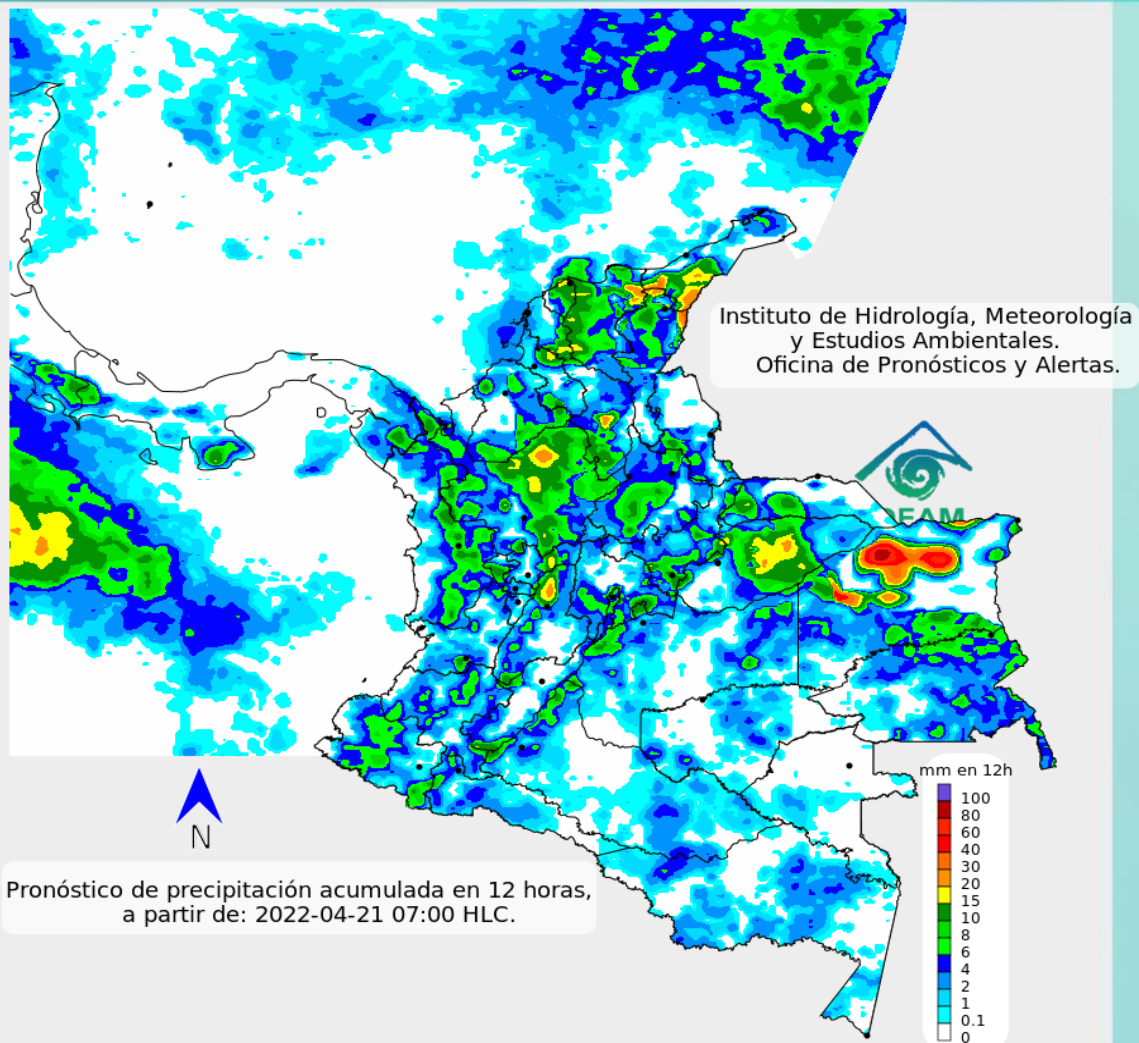 Instituto de Hidrología, Meteorología
y Estudios Ambientales.
Oficina de Pronósticos y Alertas.
mm en 12h
100
80
60
40
30
20
15
10
8
6
4
2
1
0.1
0
N
Pronóstico de precipitación acumulada en 12 horas,
a partir de: 2022-04-21 07:00 HLC.